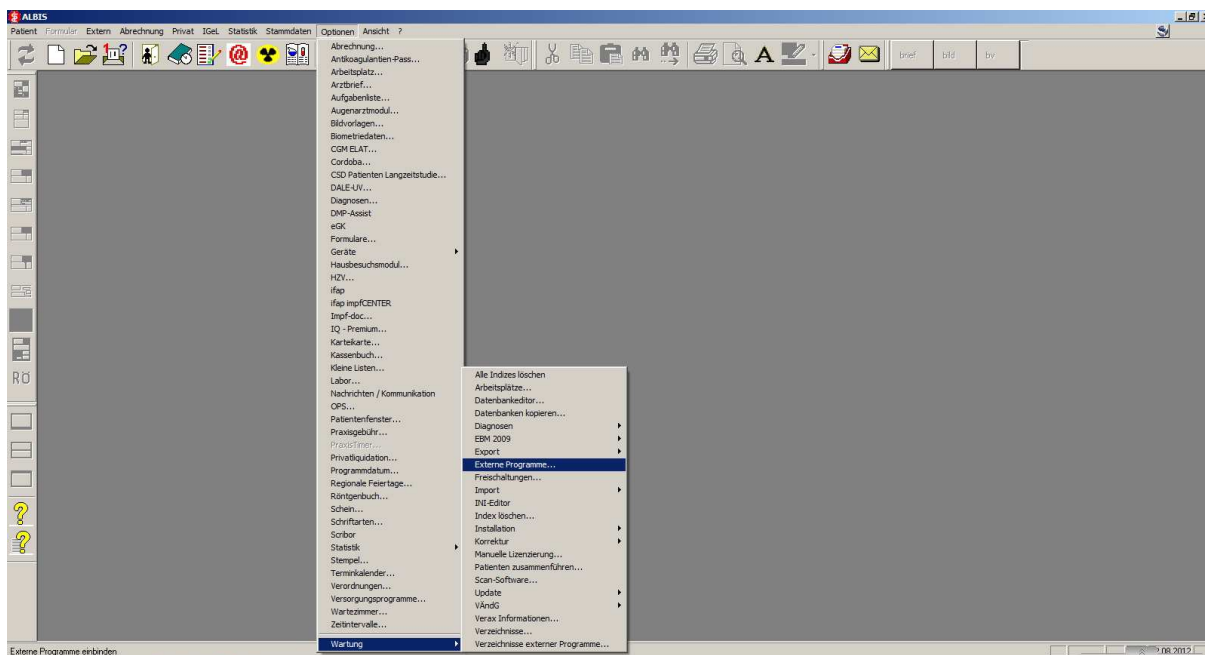 ALBIS
Patient Formular Extern Abrechnung Privat IGeL Statistik Stammdaten Optionen Ansicht ?
brief bild bv
RÖ
Abrechnung...
Antikoagulantien-Pass...
Arbeitsplatz...
Arztbrief...
Aufgabenliste...
Augenarztmodul...
Bildvorlagen...
Biometriedaten...
CGM ELAT...
Cordoba...
CSD Patienten Langzeitstudie...
DALE-UV...
Diagnosen...
DMP-Assist
eGK
Formulare...
Geräte
Hausbesuchsmodul...
HZV...
ifap
ifap impfCENTER
Impf-doc...
IQ - Premium...
Karteikarte...
Kassenbuch...
Kleine Listen...
Labor...
Nachrichten / Kommunikation
OPS...
Patientenfenster...
Praxisgebühr...
PraxisTimer...
Privatliquidation...
Programmdatum...
Regionale Feiertage...
Röntgenbuch...
Schein...
Schriftarten...
Scribor
Statistik
Stempel...
Terminkalender...
Verordnungen...
Versorgungsprogramme...
Wartezimmer...
Zeitintervalle...
Wartung
Alle Indizes löschen
Arbeitsplätze...
Datenbankeditor...
Datenbanken kopieren...
Diagnosen
EBM 2009
Export
Externe Programme...
Freischaltungen...
Import
INI-Editor
Index löschen...
Installation
Korrektur
Manuelle Lizenzierung...
Patienten zusammenführen...
Scan-Software...
Update
VÄndG
Verax Informationen...
Verzeichnisse...
Verzeichnisse externer Programme...
Externe Programme einbinden